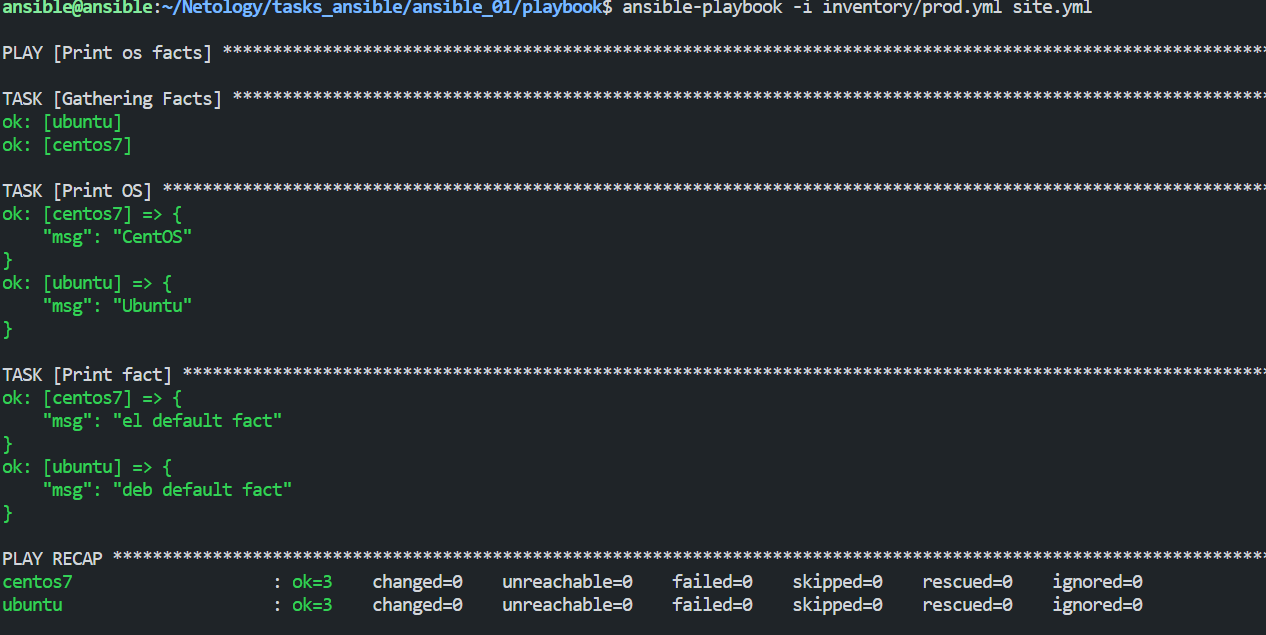 ansible@ansible:~/Netology/tasks_ansible/ansible_01/playbook$ ansible-playbook -i inventory/prod.yml site.yml
PLAY [Print os facts] *********************************************************************************************************
TASK [Gathering Facts] ********************************************************************************************************
ok: [ubuntu]
ok: [centos7]
TASK [Print OS] ***************************************************************************************************************
ok: [centos7] => {
    "msg": "CentOS"
}
ok: [ubuntu] => {
    "msg": "Ubuntu"
}
TASK [Print fact] *************************************************************************************************************
ok: [centos7] => {
    "msg": "el default fact"
}
ok: [ubuntu] => {
    "msg": "deb default fact"
}
PLAY RECAP ********************************************************************************************************************
centos7                    : ok=3    changed=0    unreachable=0    failed=0    skipped=0    rescued=0    ignored=0
ubuntu                     : ok=3    changed=0    unreachable=0    failed=0    skipped=0    rescued=0    ignored=0